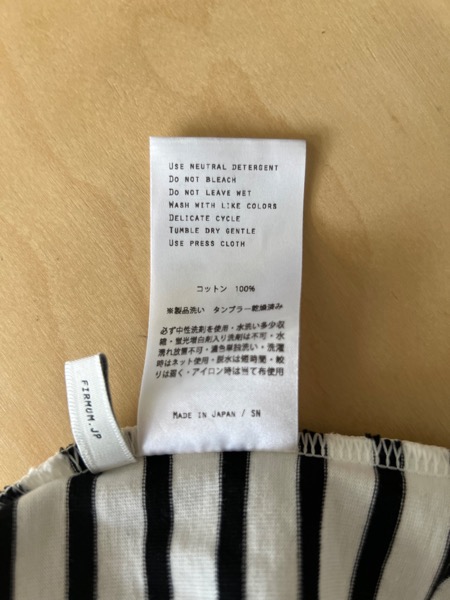 USE NEUTRAL DETERGENT
DO NOT BLEACH
DO NOT LEAVE WET
WASH WITH LIKE COLORS
DELICATE CYCLE
TUMBLE DRY GENTLE
USE PRESS CLOTH
コットン 100%
※製品洗い タンブラー乾燥済み
必ず中性洗剤を使用・水洗い多少収
縮・蛍光増白剤入り洗剤は不可・水
濡れ放置不可・濃色単独洗い・洗濯
時はネット使用・脱水は短時間・絞
りは弱く・アイロン時は当て布使用
MADE IN JAPAN / SN
FIRMUM.JP